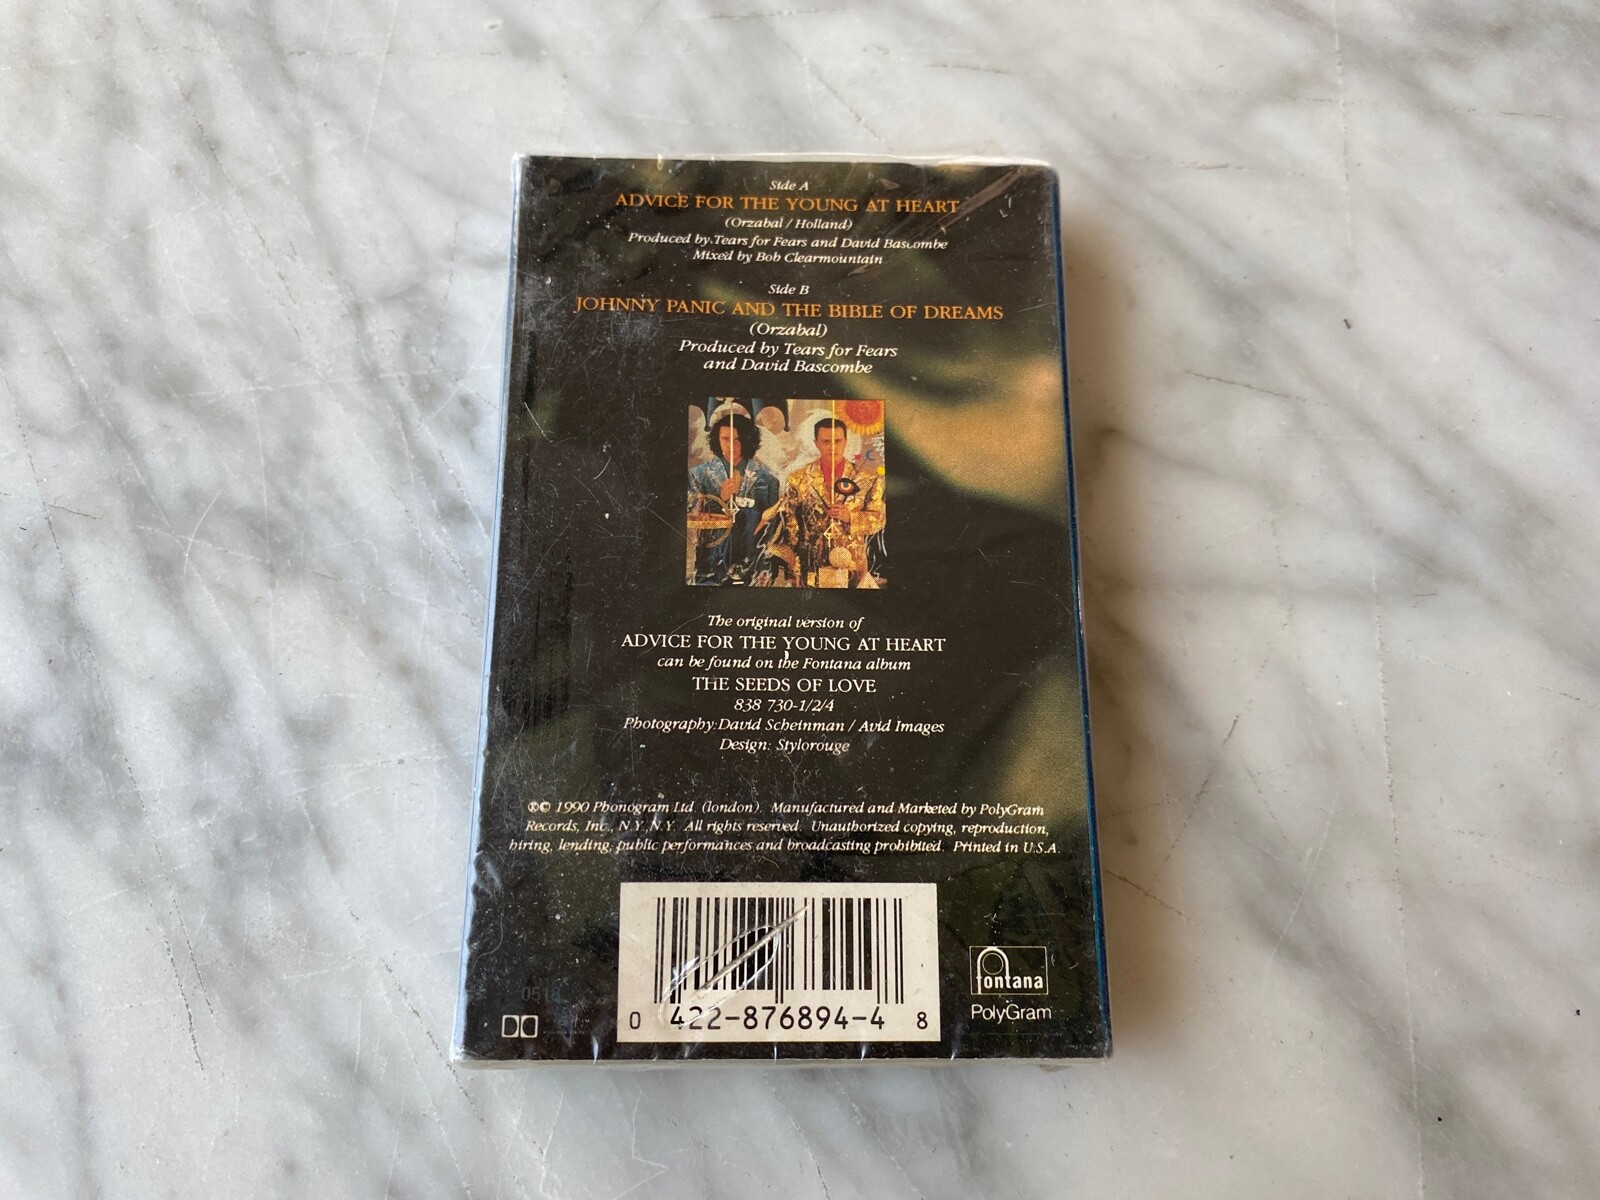 Side A
ADVICE FOR THE YOUNG AT HEART
(Orzabal / Holland)
Produced by Tears for Fears and David Bascombe
Mixed by Bob Clearmountain
Side B
JOHNNY PANIC AND THE BIBLE OF DREAMS
(Orzabal)
Produced by Tears for Fears
and David Bascombe
The original version of
ADVICE FOR THE YOUNG AT HEART
can be found on the Fontana album
THE SEEDS OF LOVE
838 730-1/2/4
Photography: David Scheinman / Avid Images
Design: Stylorouge
℗© 1990 Phonogram Ltd. (london). Manufactured and Marketed by PolyGram
Records, Inc., N.Y., N.Y. All rights reserved. Unauthorized copying, reproduction,
hiring, lending, public performances and broadcasting prohibited. Printed in U.S.A.
0 422-876894-4 8
fontana
PolyGram